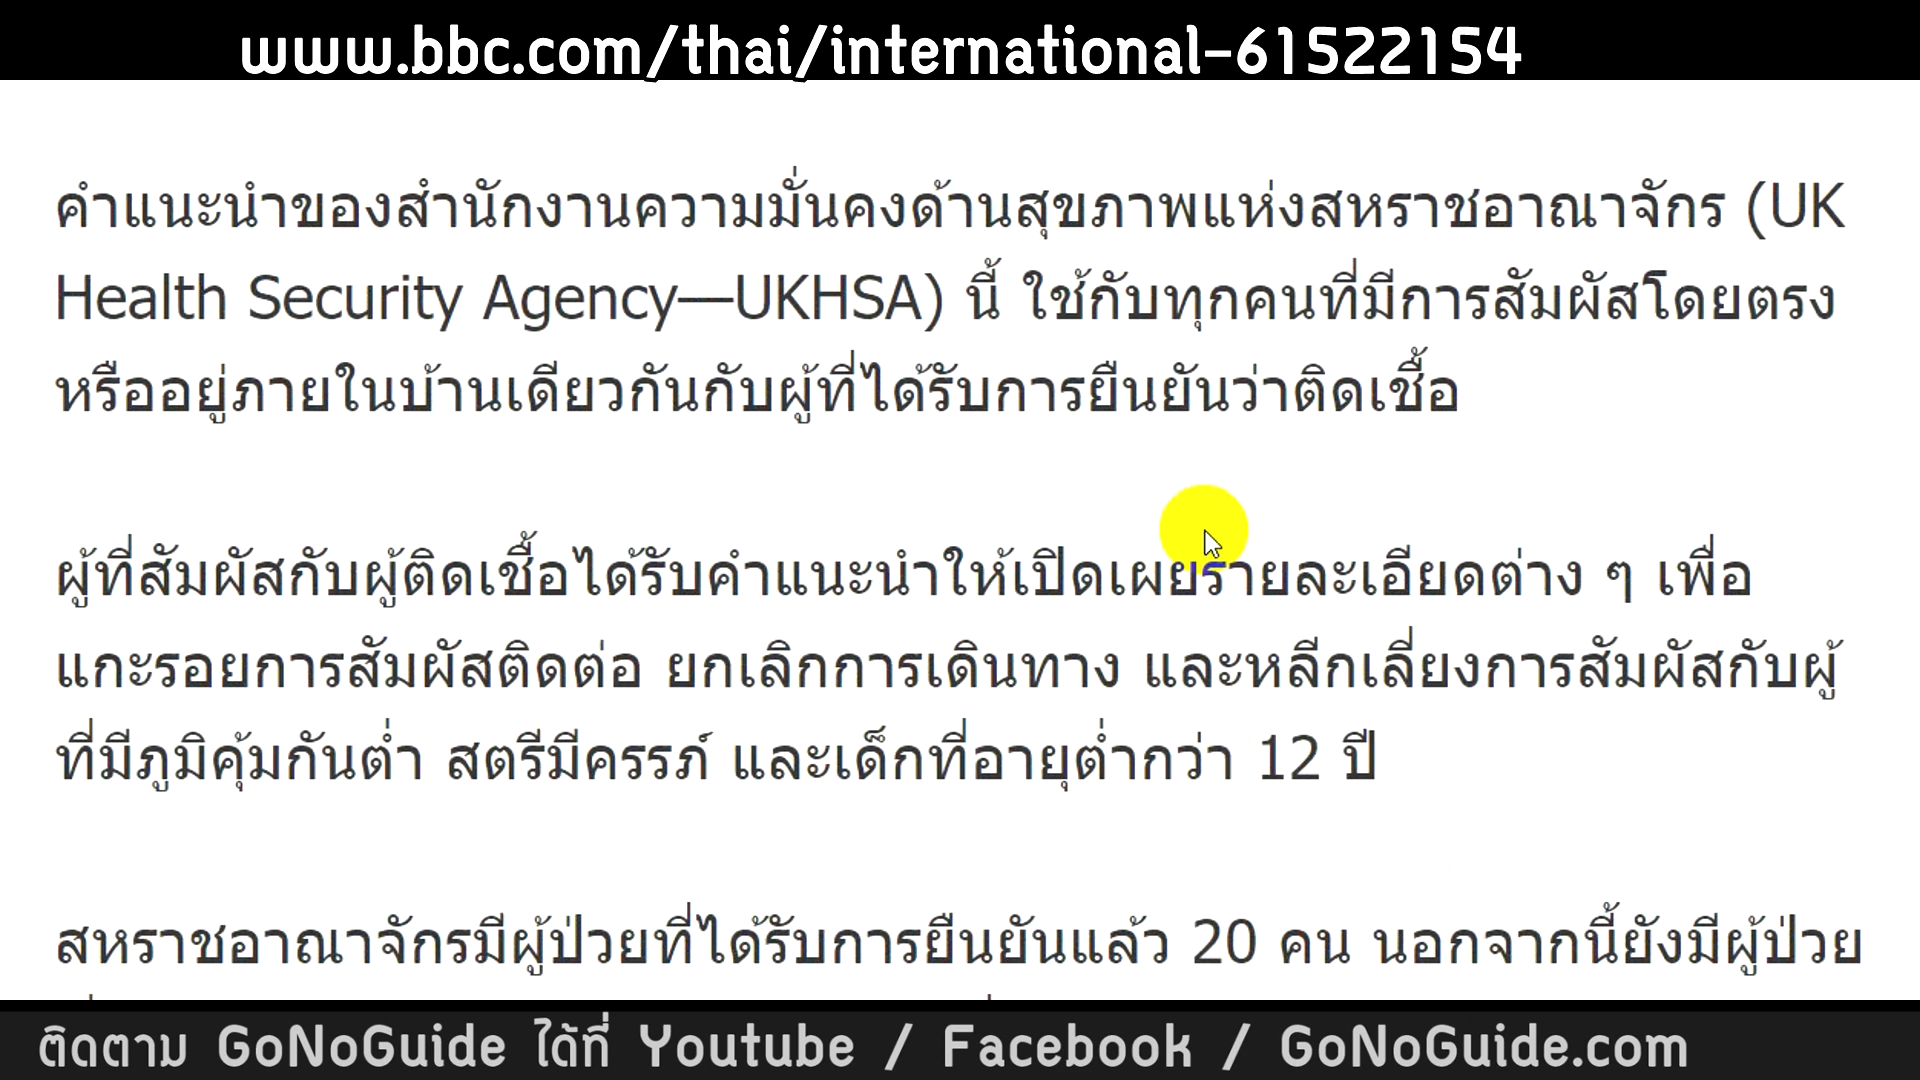 www.bbc.com/thai/international-61522154
คำแนะนำของสำนักงานความมั่นคงด้านสุขภาพแห่งสหราชอาณาจักร (UK
Health Security Agency—UKHSA) นี้ ใช้กับทุกคนที่มีการสัมผัสโดยตรง
หรืออยู่ภายในบ้านเดียวกันกับผู้ที่ได้รับการยืนยันว่าติดเชื้อ
ผู้ที่สัมผัสกับผู้ติดเชื้อได้รับคำแนะนำให้เปิดเผยรายละเอียดต่าง ๆ เพื่อ
แกะรอยการสัมผัสติดต่อ ยกเลิกการเดินทาง และหลีกเลี่ยงการสัมผัสกับผู้
ที่มีภูมิคุ้มกันต่ำ สตรีมีครรภ์ และเด็กที่อายุต่ำกว่า 12 ปี
สหราชอาณาจักรมีผู้ป่วยที่ได้รับการยืนยันแล้ว 20 คน นอกจากนี้ยังมีผู้ป่วย
ติดตาม GoNoGuide ได้ที่ Youtube / Facebook / GoNoGuide.com